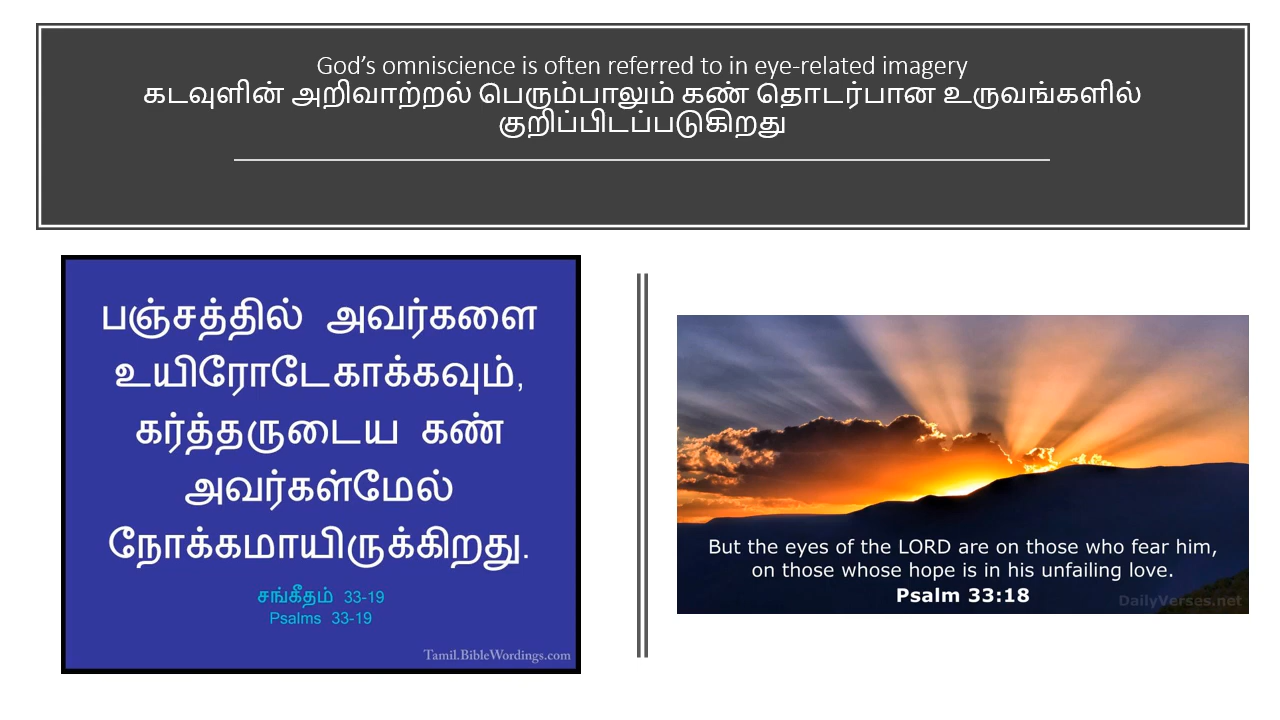 God’s omniscience is often referred to in eye-related imagery
கடவுளின் அறிவாற்றல் பெரும்பாலும் கண் தொடர்பான உருவங்களில்
குறிப்பிடப்படுகிறது
பஞ்சத்தில் அவர்களை
உயிரோடேகாக்கவும்,
கர்த்தருடைய கண்
அவர்கள்மேல்
நோக்கமாயிருக்கிறது.
சங்கீதம் 33-19
Psalms 33-19
Tamil.BibleWordings.com
But the eyes of the LORD are on those who fear him,
on those whose hope is in his unfailing love.
Psalm 33:18
DailyVerses.net